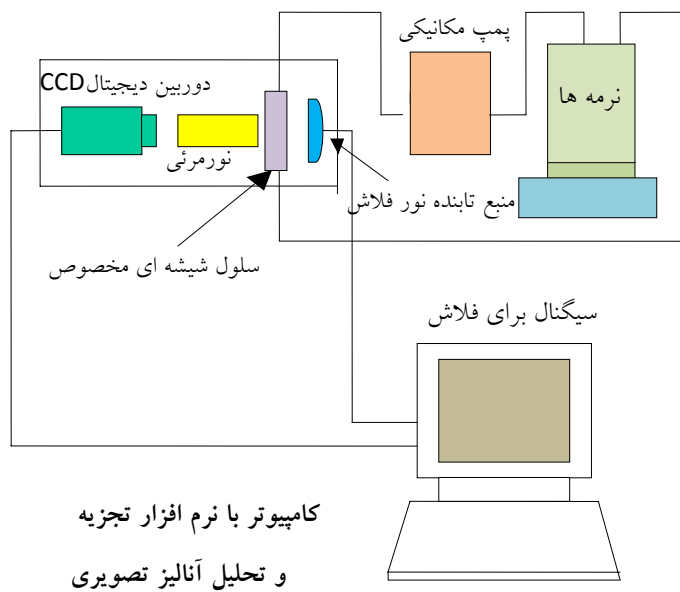 پمپ مکانیکی
دوربین دیجیتالCCD
نرمه ها
نورمرئی
منبع تابنده نور فلاش
سلول شیشه ای مخصوص
سیگنال برای فلاش
کامپیوتر با نرم افزار تجزیه
و تحلیل آنالیز تصویری